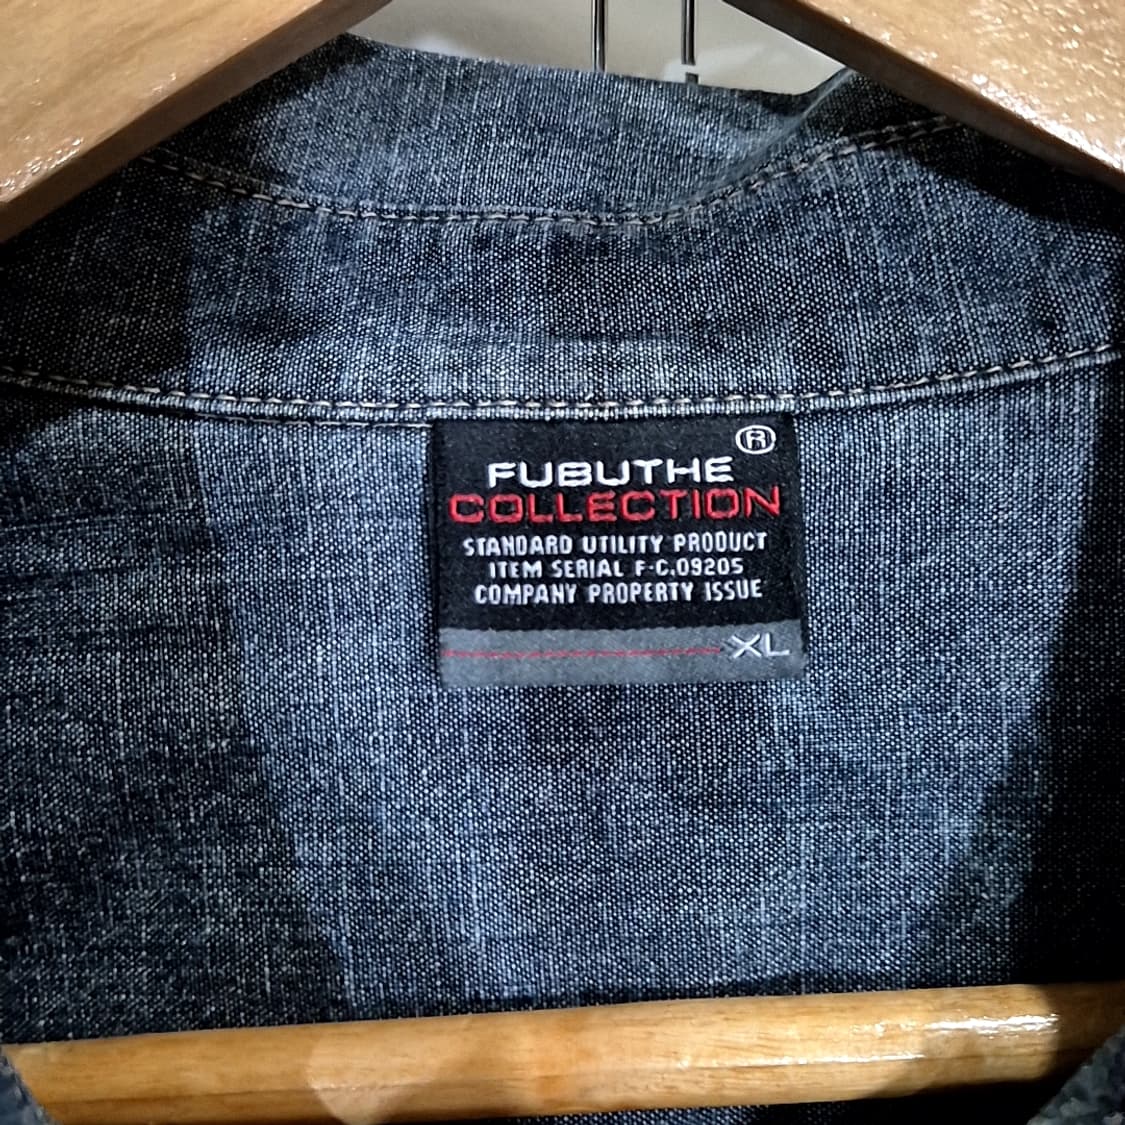 ®
FUBUTHE
COLLECTION
STANDARD UTILITY PRODUCT
ITEM SERIAL F-C.09205
COMPANY PROPERTY ISSUE
XL